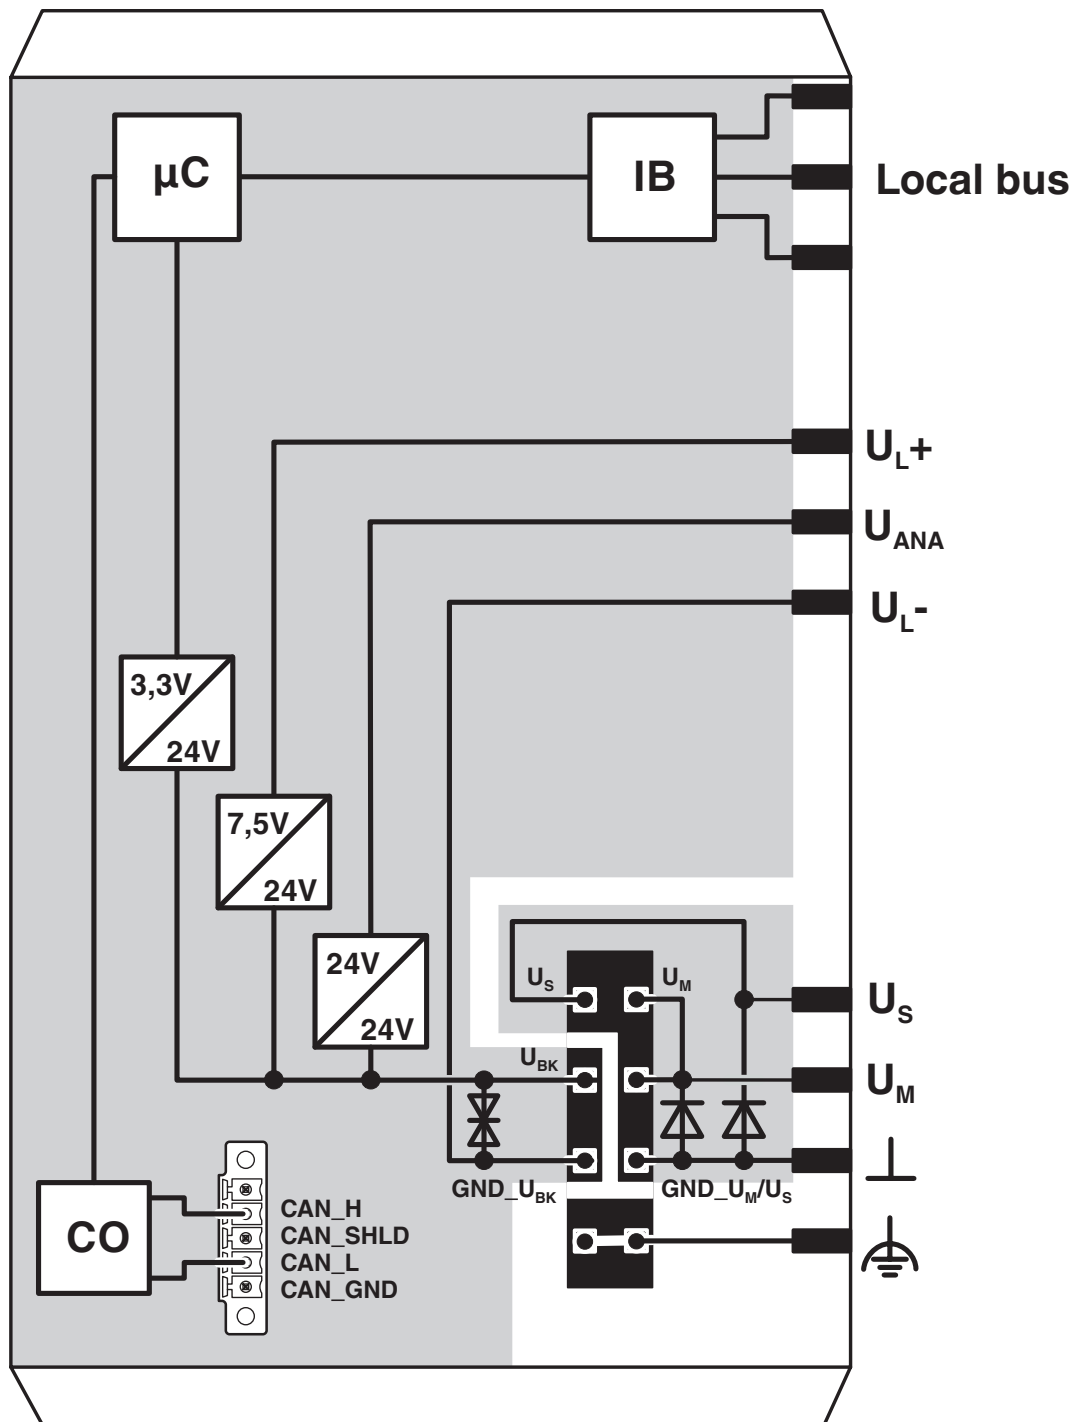 µC
IB
Local bus
UL+
UANA
UL-
3,3V
24V
7,5V
24V
24V
24V
US
UM
US
UBK
UM
GND_UBK
GND_UM/US
CO
CAN_H
CAN_SHLD
CAN_L
CAN_GND